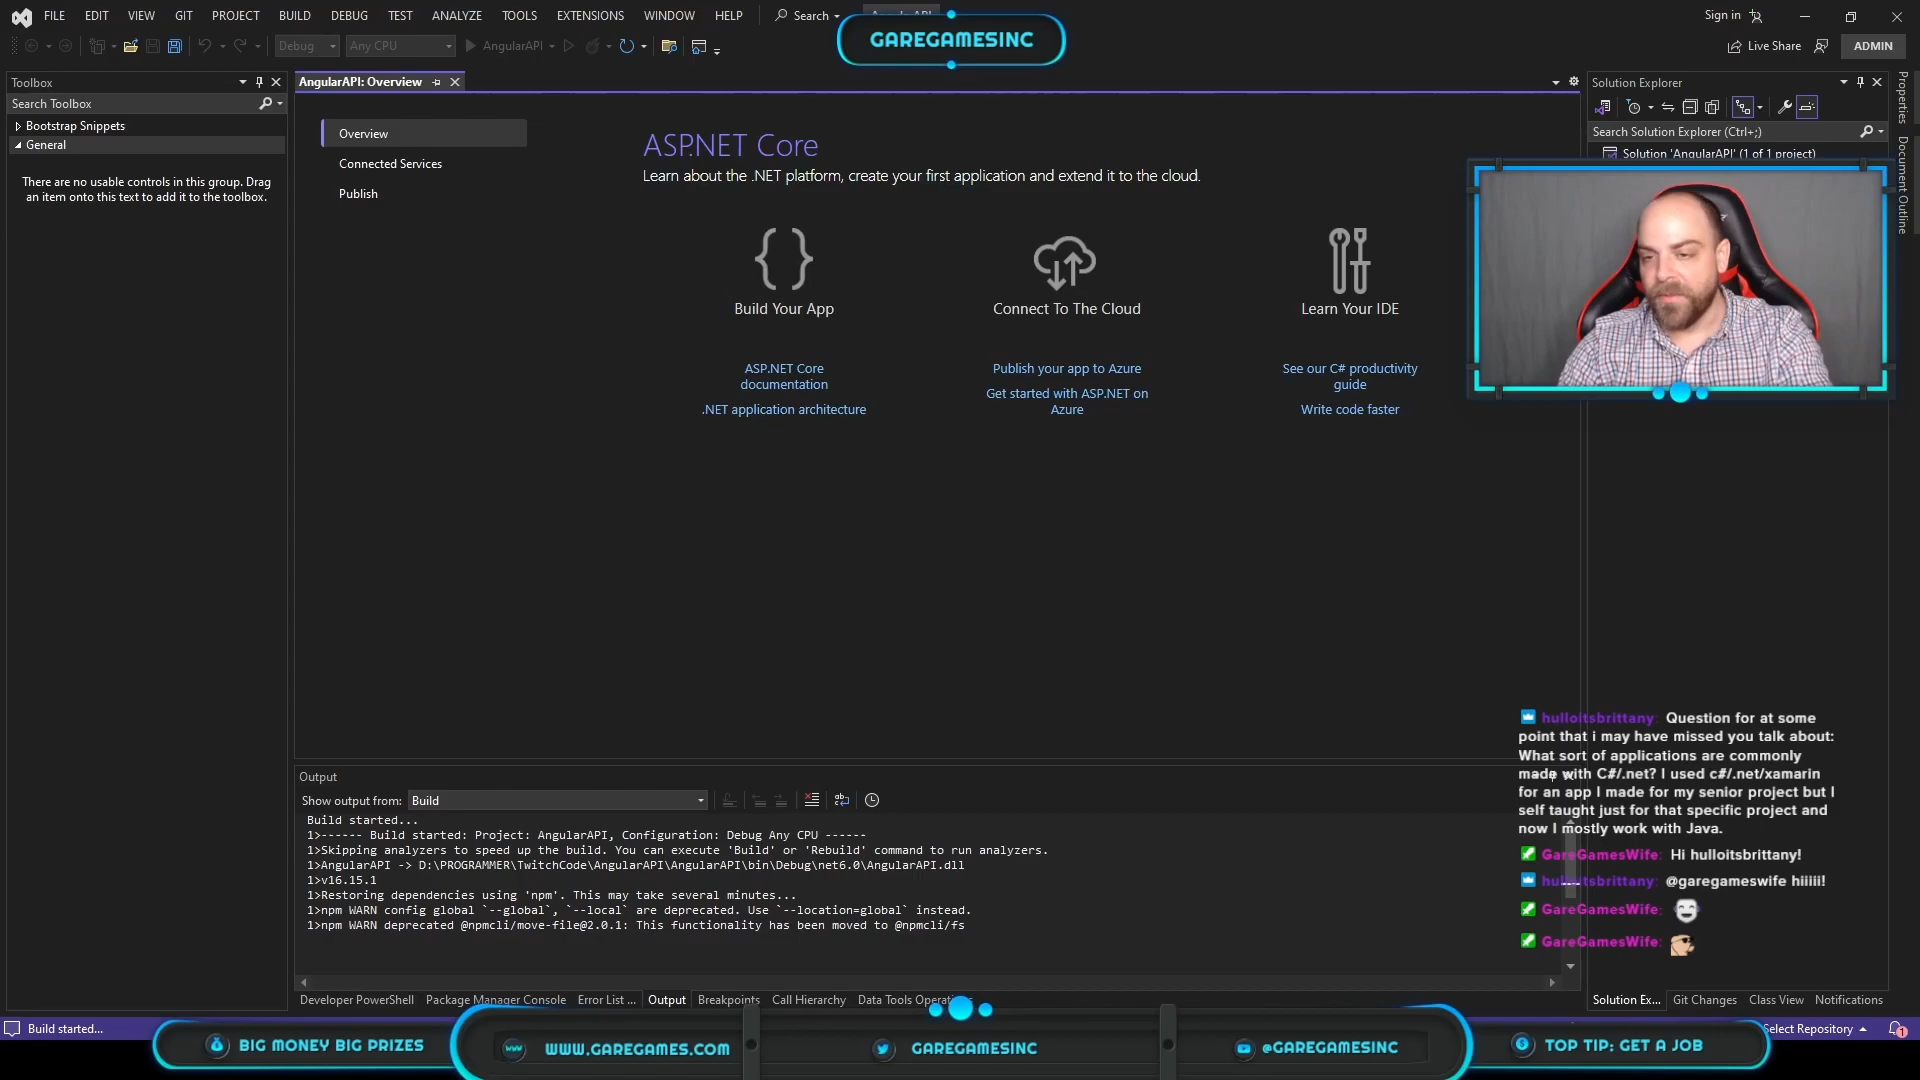 FILE EDIT VIEW GIT PROJECT BUILD DEBUG TEST ANALYZE TOOLS EXTENSIONS WINDOW HELP Search
Sign in
GAREGAMESINC
Debug Any CPU AngularAPI
Live Share ADMIN
Toolbox
Search Toolbox
Bootstrap Snippets
General
There are no usable controls in this group. Drag
an item onto this text to add it to the toolbox.
AngularAPI: Overview
Overview
Connected Services
Publish
ASP.NET Core
Learn about the .NET platform, create your first application and extend it to the cloud.
Build Your App
ASP.NET Core
documentation
.NET application architecture
Connect To The Cloud
Publish your app to Azure
Get started with ASP.NET on
Azure
Learn Your IDE
See our C# productivity
guide
Write code faster
Solution Explorer
Search Solution Explorer (Ctrl+;)
Solution 'AngularAPI' (1 of 1 project)
Properties
Document Outline
Output
Show output from: Build
Build started...
1>------ Build started: Project: AngularAPI, Configuration: Debug Any CPU ------
1>Skipping analyzers to speed up the build. You can execute 'Build' or 'Rebuild' command to run analyzers.
1>AngularAPI -> D:\PROGRAMMER\TwitchCode\AngularAPI\AngularAPI\bin\Debug\net6.0\AngularAPI.dll
1>v16.15.1
1>Restoring dependencies using 'npm'. This may take several minutes...
1>npm WARN config global `--global`, `--local` are deprecated. Use `--location=global` instead.
1>npm WARN deprecated @npmcli/move-file@2.0.1: This functionality has been moved to @npmcli/fs
hulloitsbrittany: Question for at some
point that i may have missed you talk about:
What sort of applications are commonly
made with C#/.net? I used c#/.net/xamarin
for an app I made for my senior project but I
self taught just for that specific project and
now I mostly work with Java.
GareGamesWife: Hi hulloitsbrittany!
hulloitsbrittany: @garegameswife hiiiii!
GareGamesWife:
GareGamesWife:
Developer PowerShell Package Manager Console Error List ... Output Breakpoints Call Hierarchy Data Tools
Solution Ex... Git Changes Class View Notifications
Build started...
Select Repository
1
BIG MONEY BIG PRIZES
WWW.GAREGAMES.COM
GAREGAMESINC
@GAREGAMESINC
TOP TIP: GET A JOB